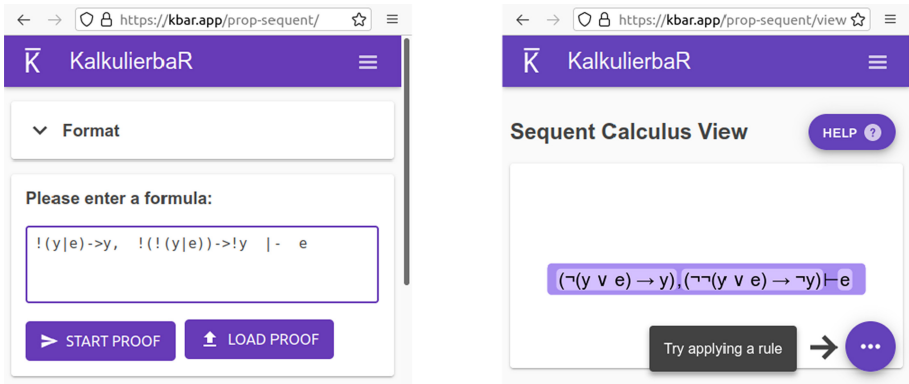 https://kbar.app/prop-sequent/
K̅ KalkulierbaR
Format
Please enter a formula:
!(y|e)->y, !(!(y|e))->!y |- e
START PROOF
LOAD PROOF
https://kbar.app/prop-sequent/view
K̅ KalkulierbaR
Sequent Calculus View
HELP ?
(¬(y ∨ e) → y),(¬¬(y ∨ e) → ¬y)⊢e
Try applying a rule